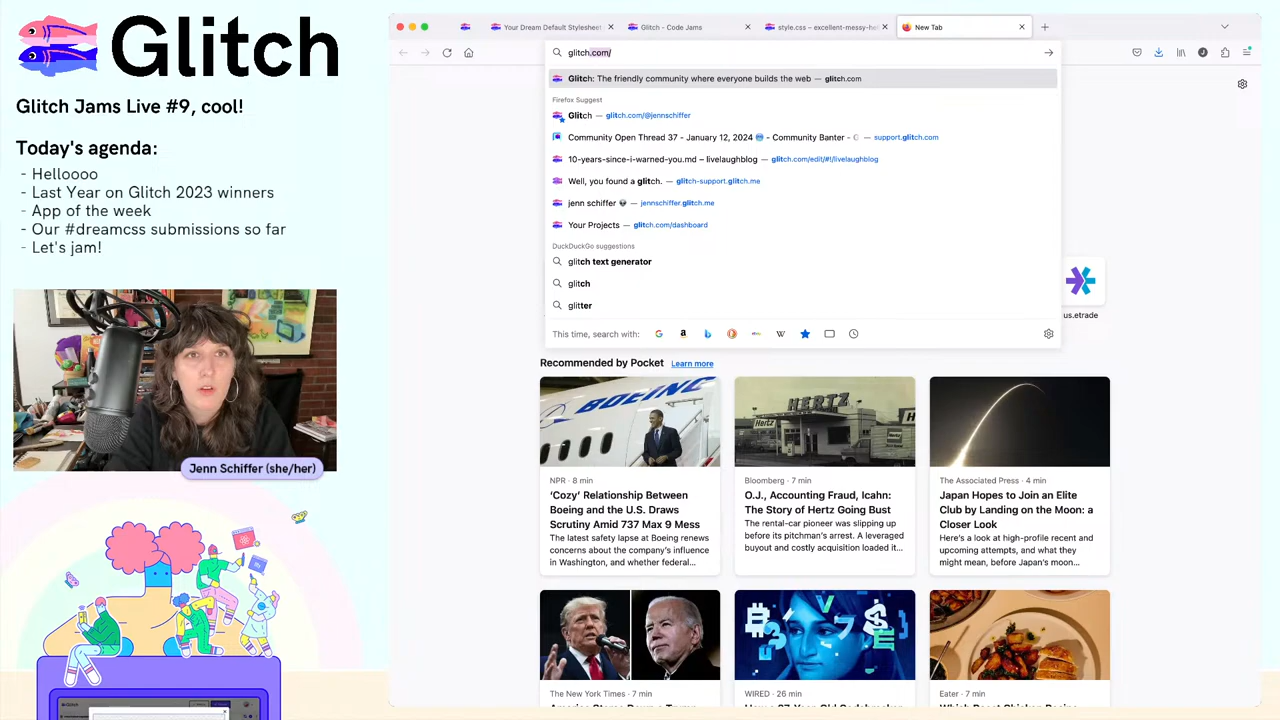 Glitch
Glitch Jams Live #9, cool!
Today's agenda:
- Helloooo
- Last Year on Glitch 2023 winners
- App of the week
- Our #dreamcss submissions so far
- Let's jam!
Jenn Schiffer (she/her)
Your Dream Default Stylesheet
Glitch - Code Jams
style.css – excellent-messy-he
New Tab
glitch.com/
Glitch: The friendly community where everyone builds the web — glitch.com
Firefox Suggest
Glitch — glitch.com/@jennschiffer
Community Open Thread 37 - January 12, 2024 🥶 - Community Banter - G — support.glitch.com
10-years-since-i-warned-you.md – livelaughblog — glitch.com/edit/#!/livelaughblog
Well, you found a glitch. — glitch-support.glitch.me
jenn schiffer 👽 — jennschiffer.glitch.me
Your Projects — glitch.com/dashboard
DuckDuckGo suggestions
glitch text generator
glitch
glitter
This time, search with:
us.etrade
Recommended by Pocket Learn more
BOEING
NPR · 8 min
‘Cozy’ Relationship Between
Boeing and the U.S. Draws
Scrutiny Amid 737 Max 9 Mess
The latest safety lapse at Boeing renews
concerns about the company’s influence
in Washington, and whether federal...
HERTZ
Hertz
Bloomberg · 7 min
O.J., Accounting Fraud, Icahn:
The Story of Hertz Going Bust
The rental-car pioneer was slipping up
before its pitchman’s arrest. A leveraged
buyout and costly acquisition loaded it...
The Associated Press · 4 min
Japan Hopes to Join an Elite
Club by Landing on the Moon: a
Closer Look
Here’s a look at high-profile recent and
upcoming attempts, and what they
might mean, before Japan’s moon...
The New York Times · 7 min
WIRED · 26 min
Eater · 7 min